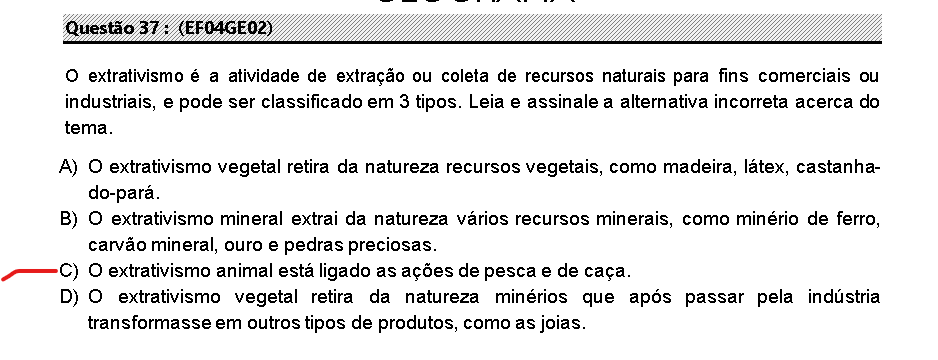 Questão 37 : (EF04GE02)
O extrativismo é a atividade de extração ou coleta de recursos naturais para fins comerciais ou
industriais, e pode ser classificado em 3 tipos. Leia e assinale a alternativa incorreta acerca do
tema.
A) O extrativismo vegetal retira da natureza recursos vegetais, como madeira, látex, castanha-
do-pará.
B) O extrativismo mineral extrai da natureza vários recursos minerais, como minério de ferro,
carvão mineral, ouro e pedras preciosas.
C) O extrativismo animal está ligado as ações de pesca e de caça.
D) O extrativismo vegetal retira da natureza minérios que após passar pela indústria
transformasse em outros tipos de produtos, como as joias.